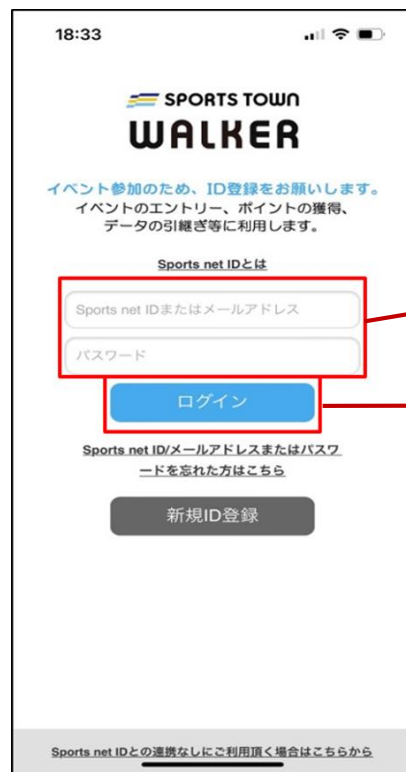 18:33
SPORTS TOWN
WALKER
イベント参加のため、ID登録をお願いします。
イベントのエントリー、ポイントの獲得、
データの引継ぎ等に利用します。
Sports net IDとは
Sports net IDまたはメールアドレス
パスワード
ログイン
Sports net ID/メールアドレスまたはパスワ
ードを忘れた方はこちら
新規ID登録
Sports net IDとの連携なしにご利用頂く場合はこちらから